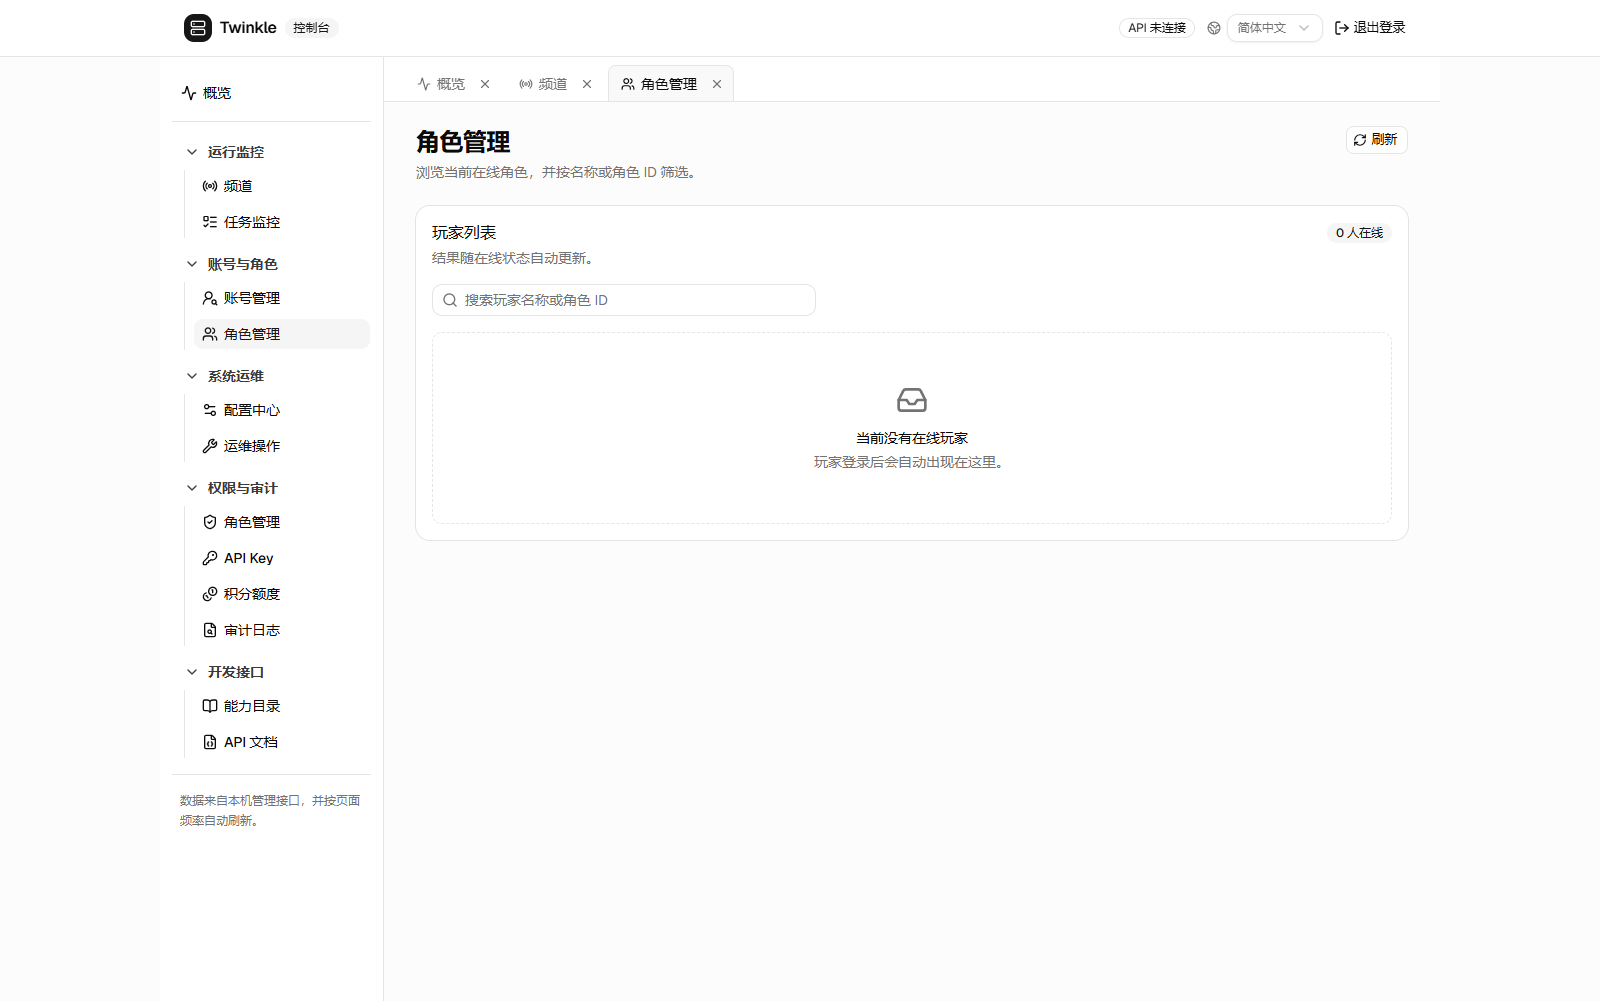 Twinkle 控制台
API 未连接 简体中文 退出登录
概览
运行监控
频道
任务监控
账号与角色
账号管理
角色管理
系统运维
配置中心
运维操作
权限与审计
角色管理
API Key
积分额度
审计日志
开发接口
能力目录
API 文档
数据来自本机管理接口，并按页面
频率自动刷新。
概览 频道 角色管理
角色管理
刷新
浏览当前在线角色，并按名称或角色 ID 筛选。
玩家列表
0 人在线
结果随在线状态自动更新。
搜索玩家名称或角色 ID
当前没有在线玩家
玩家登录后会自动出现在这里。